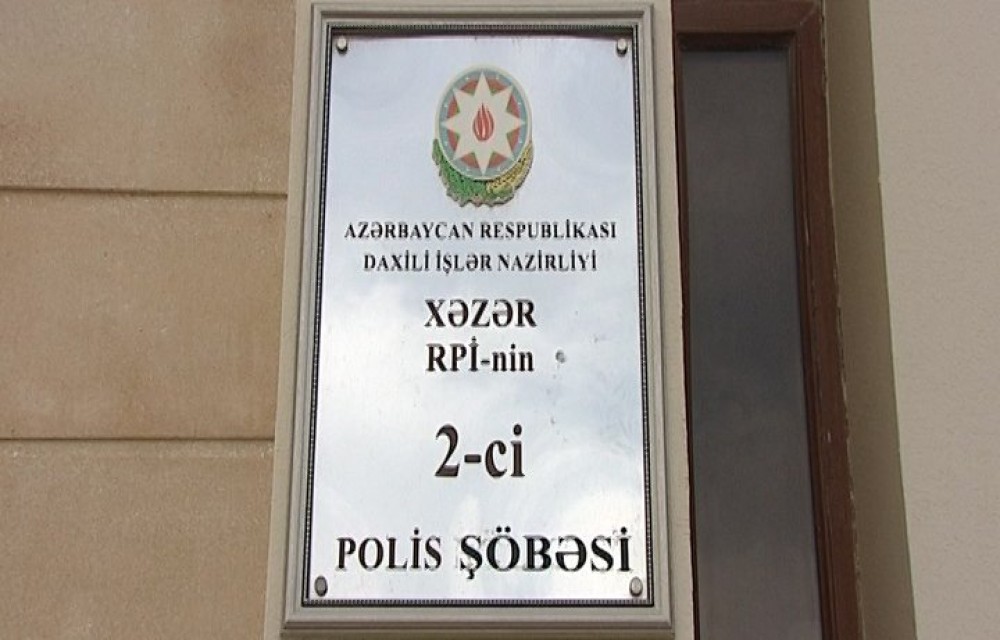 AZƏRBAYCAN RESPUBLİKASI
DAXİLİ İŞLƏR NAZİRLİYİ
XƏZƏR
RPİ-nin
2-ci
POLİS ŞÖBƏSİ